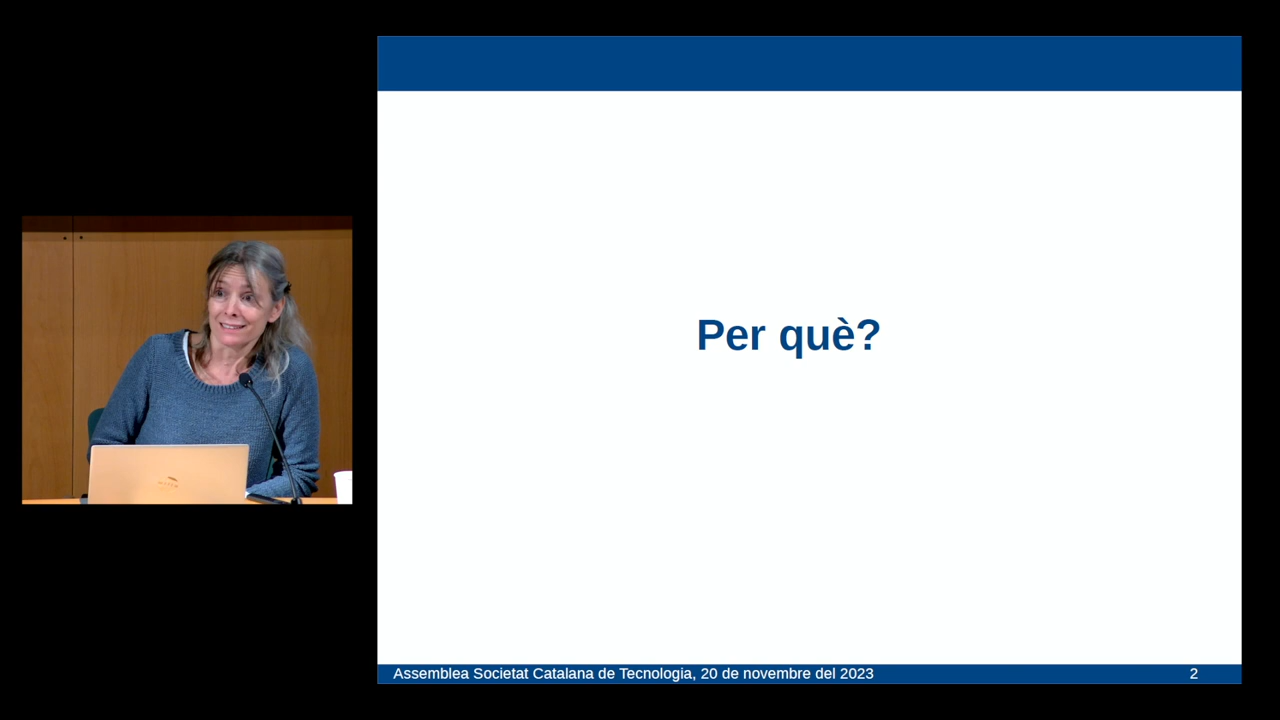 Per què?
Assemblea Societat Catalana de Tecnologia, 20 de novembre del 2023 2